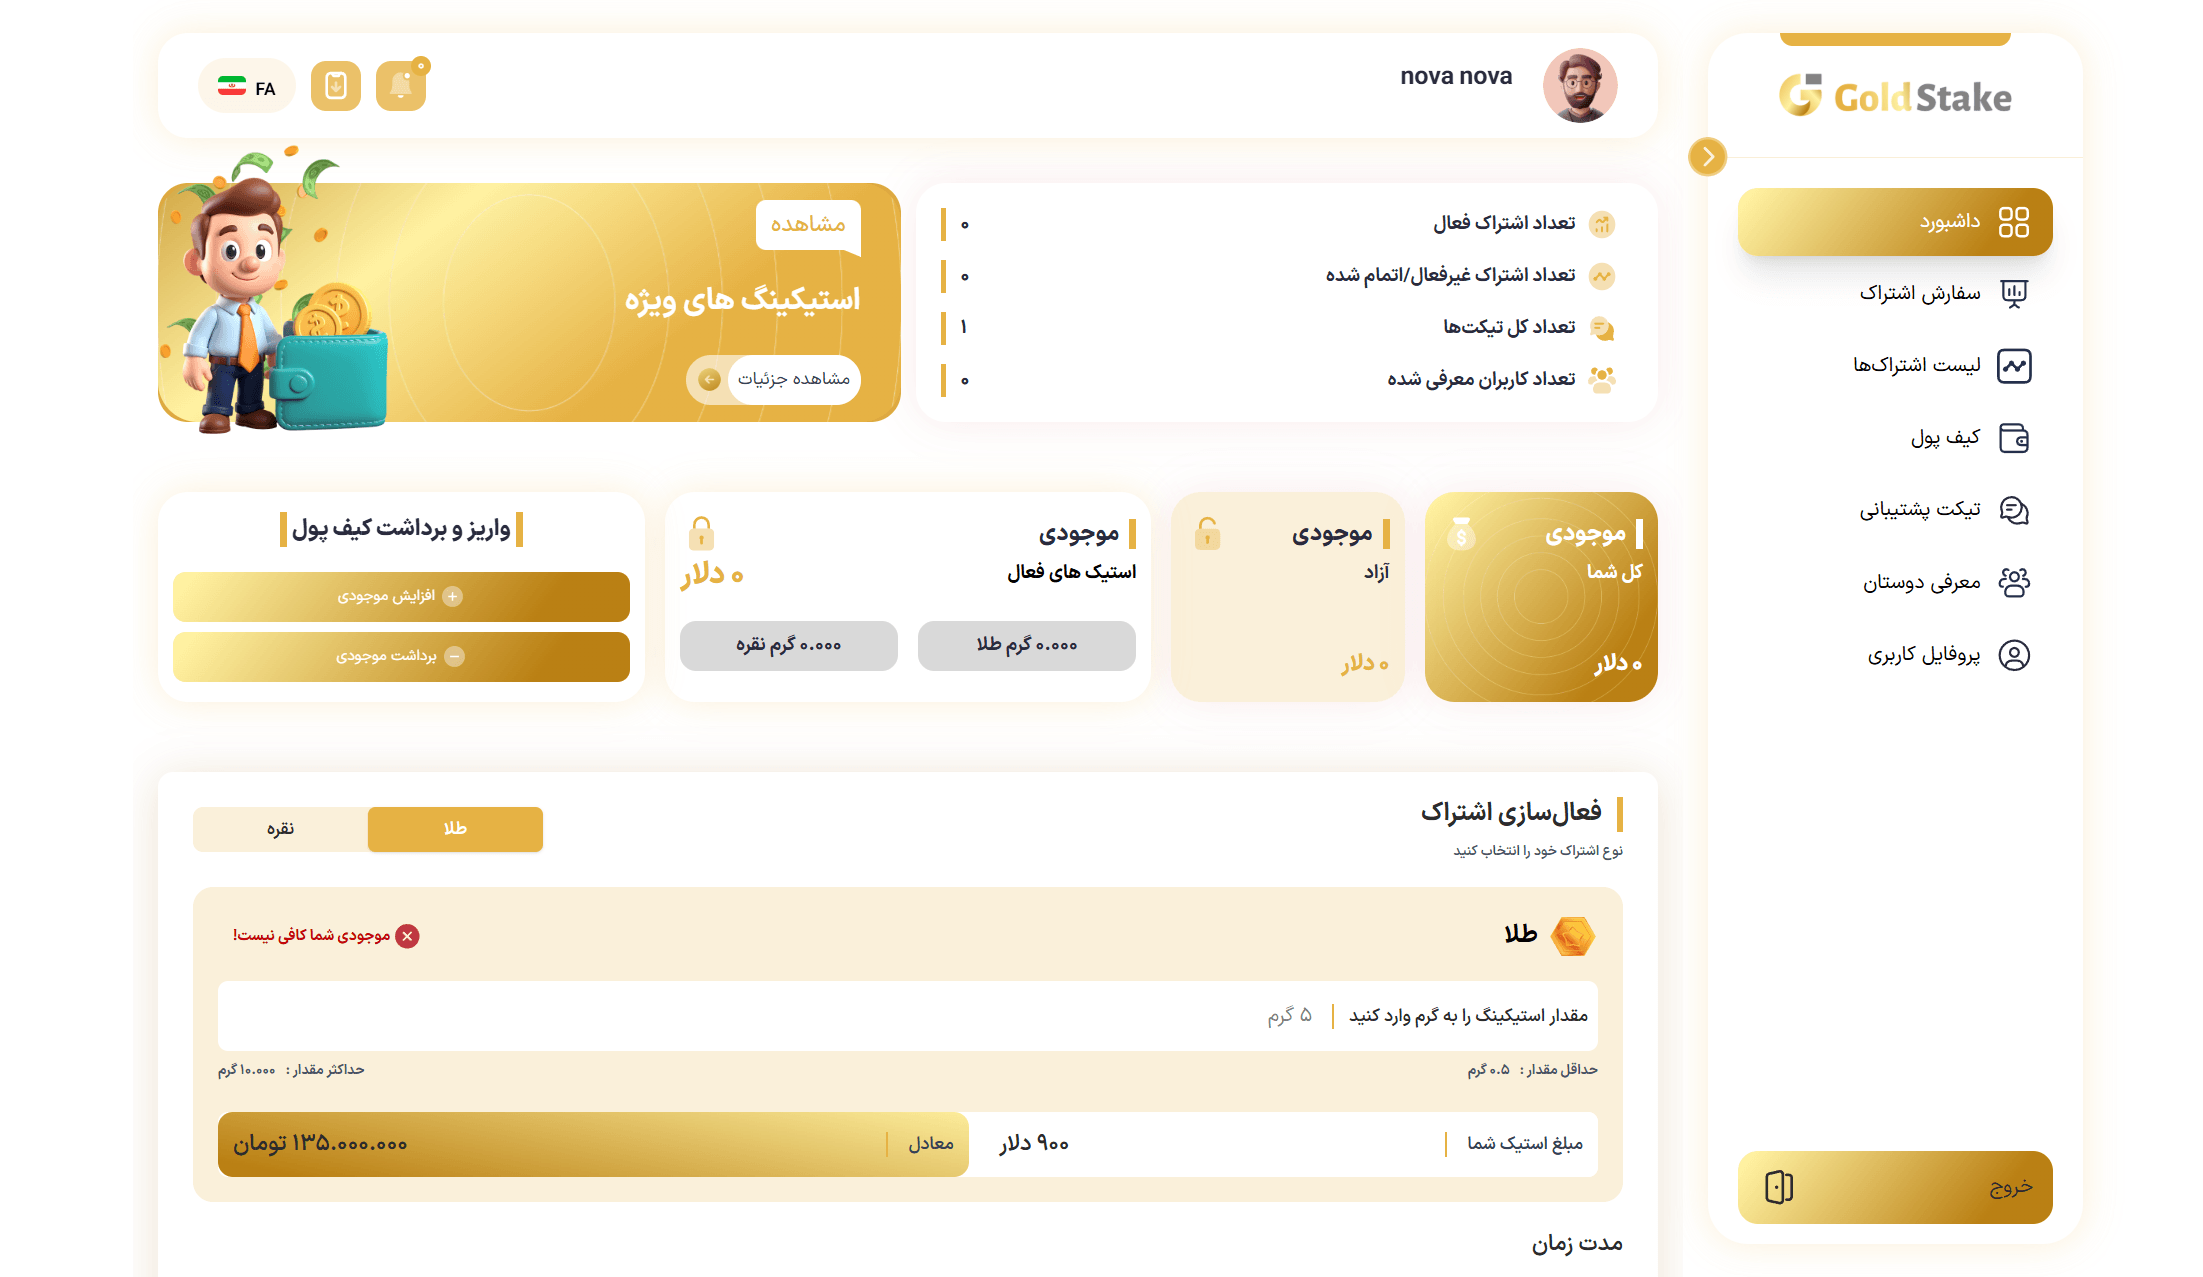 Gold Stake
داشبورد
سفارش اشتراک
لیست اشتراک‌ها
کیف پول
تیکت پشتیبانی
معرفی دوستان
پروفایل کاربری
خروج
nova nova
۰
FA
تعداد اشتراک فعال ۰
تعداد اشتراک غیرفعال/اتمام شده ۰
تعداد کل تیکت‌ها ۱
تعداد کاربران معرفی شده ۰
مشاهده
استیکینگ های ویژه
مشاهده جزئیات
موجودی
کل شما
۰ دلار
موجودی
آزاد
۰ دلار
موجودی
استیک های فعال
۰ دلار
۰.۰۰۰ گرم طلا
۰.۰۰۰ گرم نقره
واریز و برداشت کیف پول
افزایش موجودی
برداشت موجودی
فعال‌سازی اشتراک
نوع اشتراک خود را انتخاب کنید
طلا
نقره
طلا
موجودی شما کافی نیست!
مقدار استیکینگ را به گرم وارد کنید
۵ گرم
حداقل مقدار : ۰.۵ گرم
حداکثر مقدار : ۱۰.۰۰۰ گرم
مبلغ استیک شما
۹۰۰ دلار
معادل
۱۳۵.۰۰۰.۰۰۰ تومان
مدت زمان